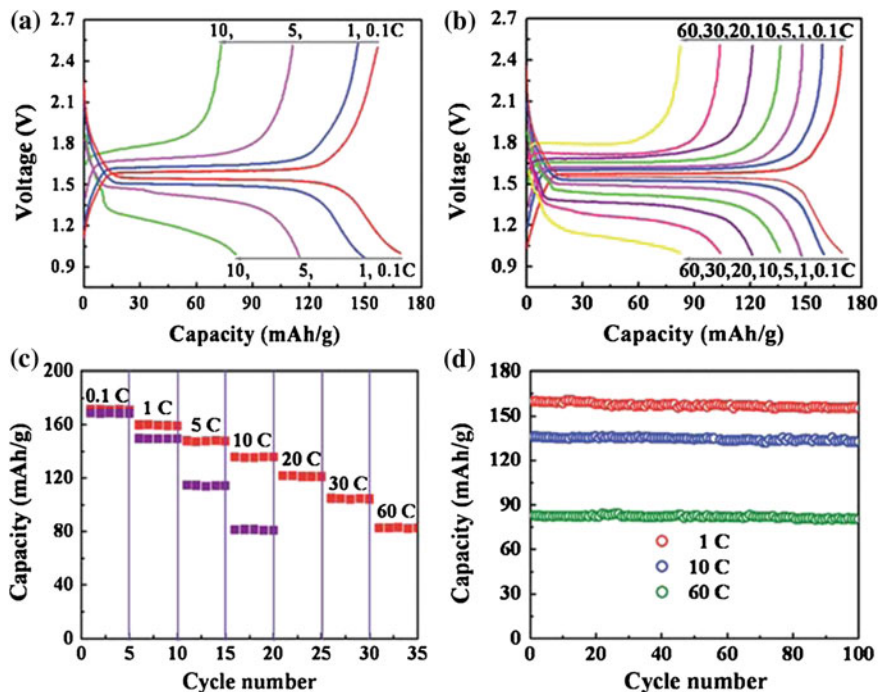 (a)
2.7
2.4
2.1
1.8
1.5
1.2
0.9
Voltage (V)
10, 5, 1, 0.1C
10, 5, 1, 0.1C
0 30 60 90 120 150 180
Capacity (mAh/g)
(b)
2.7
2.4
2.1
1.8
1.5
1.2
0.9
Voltage (V)
60,30,20,10,5,1,0.1C
60,30,20,10,5,1,0.1C
0 30 60 90 120 150 180
Capacity (mAh/g)
(c)
200
160
120
80
40
0
Capacity (mAh/g)
0.1 C
1 C
5 C
10 C
20 C
30 C
60 C
0 5 10 15 20 25 30 35
Cycle number
(d)
180
150
120
90
60
30
0
Capacity (mAh/g)
1 C
10 C
60 C
0 20 40 60 80 100
Cycle number